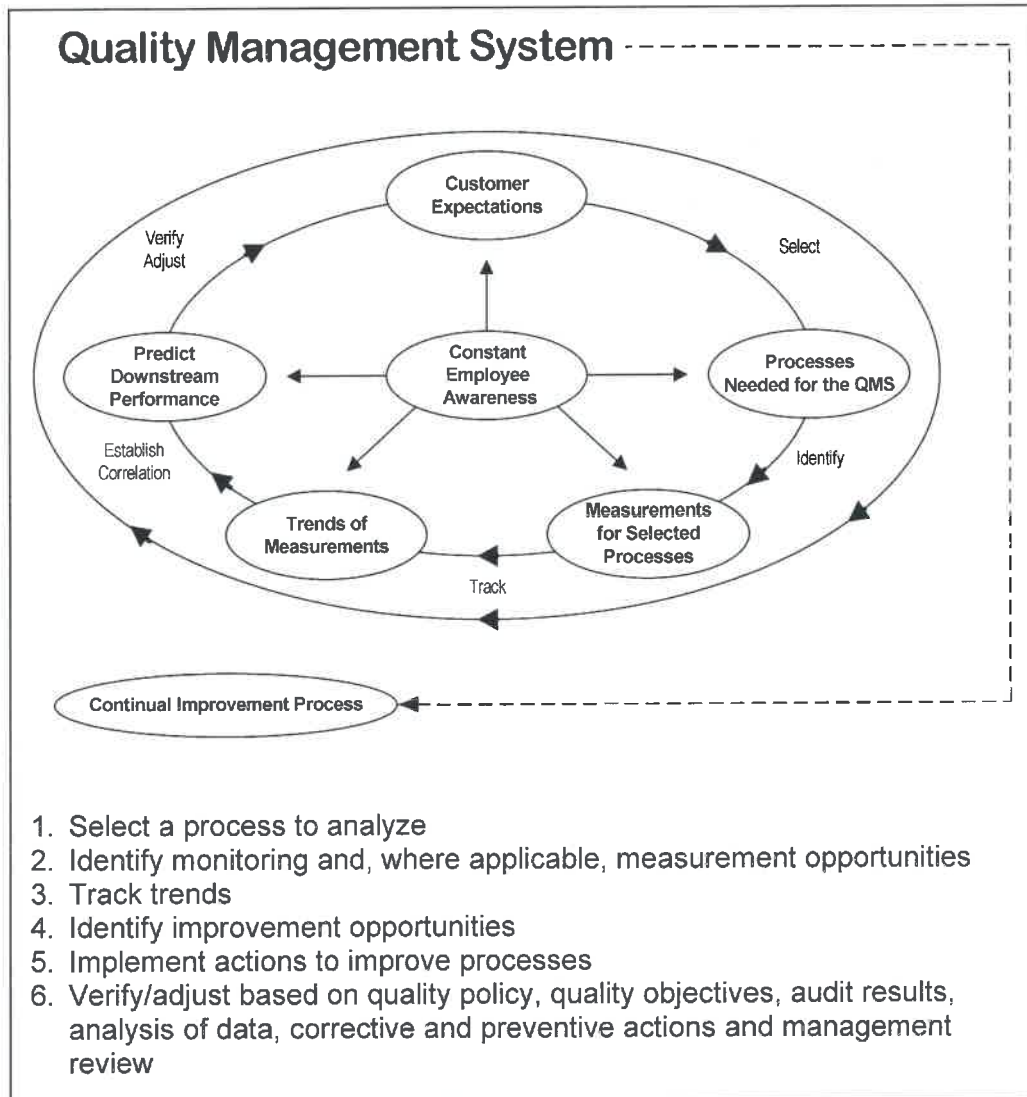 Quality Management System
Customer
Expectations
Verify
Adjust
Select
Predict
Downstream
Performance
Constant
Employee
Awareness
Processes
Needed for the QMS
Establish
Correlation
Identify
Trends of
Measurements
Measurements
for Selected
Processes
Track
Continual Improvement Process
1. Select a process to analyze
2. Identify monitoring and, where applicable, measurement opportunities
3. Track trends
4. Identify improvement opportunities
5. Implement actions to improve processes
6. Verify/adjust based on quality policy, quality objectives, audit results,
analysis of data, corrective and preventive actions and management
review